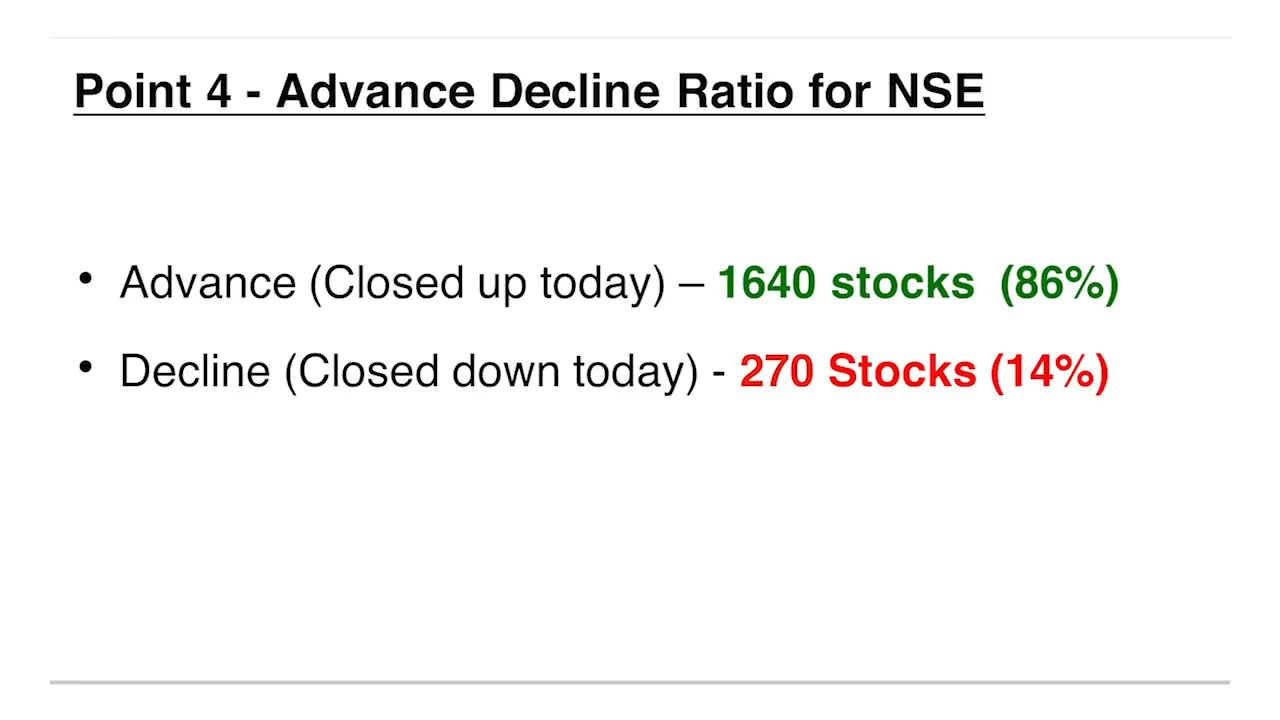 Point 4 - Advance Decline Ratio for NSE
• Advance (Closed up today) – 1640 stocks (86%)
• Decline (Closed down today) - 270 Stocks (14%)